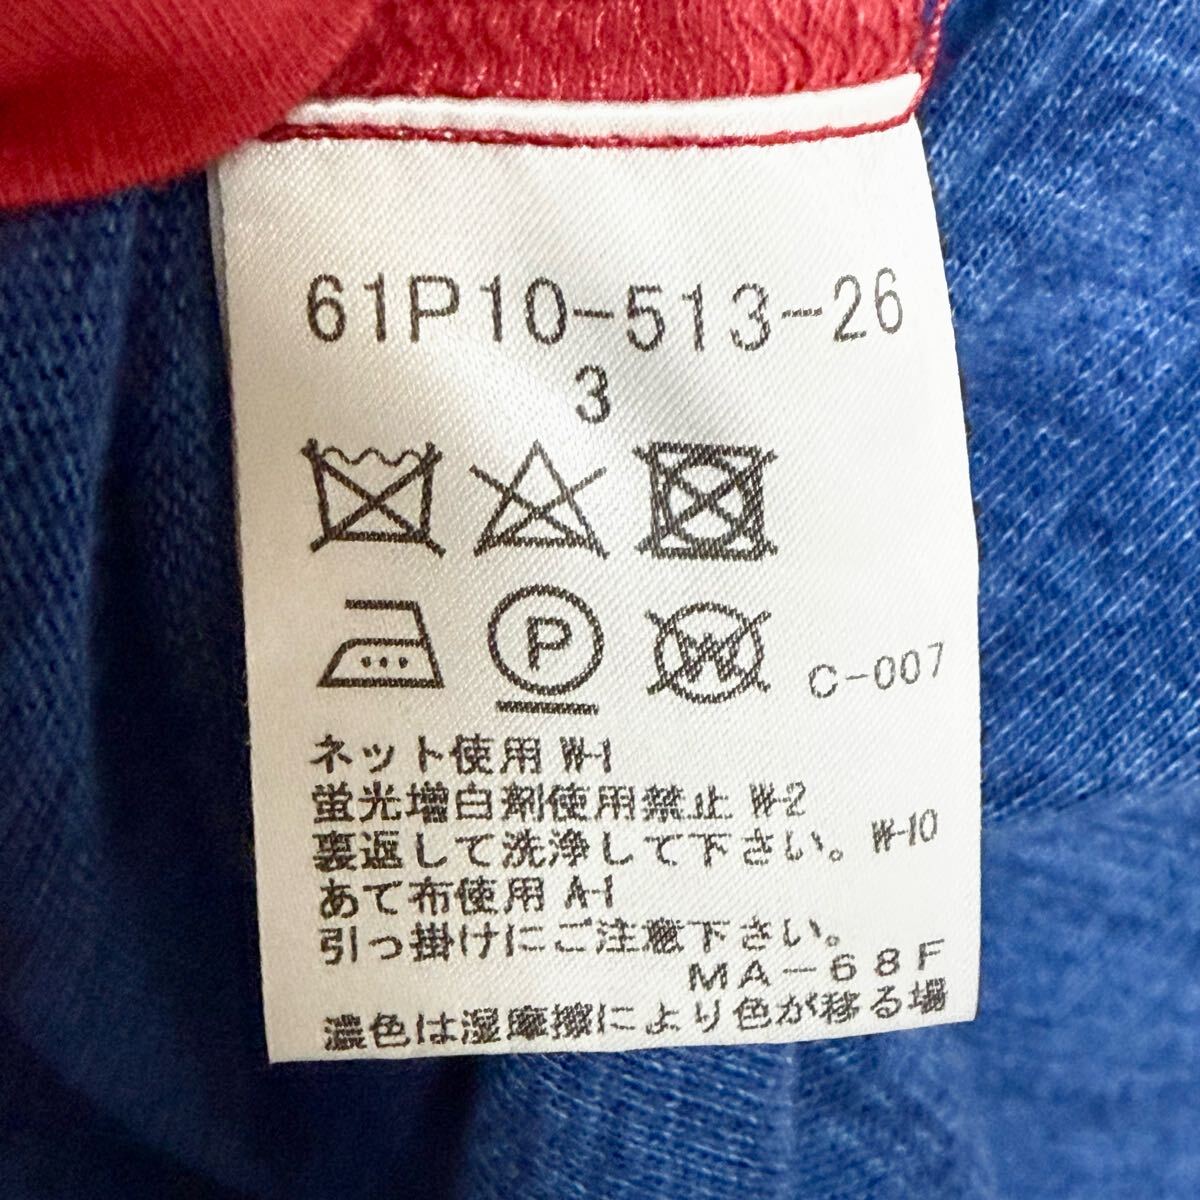 61P10-513-26
3
P
W
C-007
ネット使用 W-1
蛍光増白剤使用禁止 W-2
裏返して洗浄して下さい。W-10
あて布使用 A-1
引っ掛けにご注意下さい。
MA-68F
濃色は湿摩擦により色が移る場